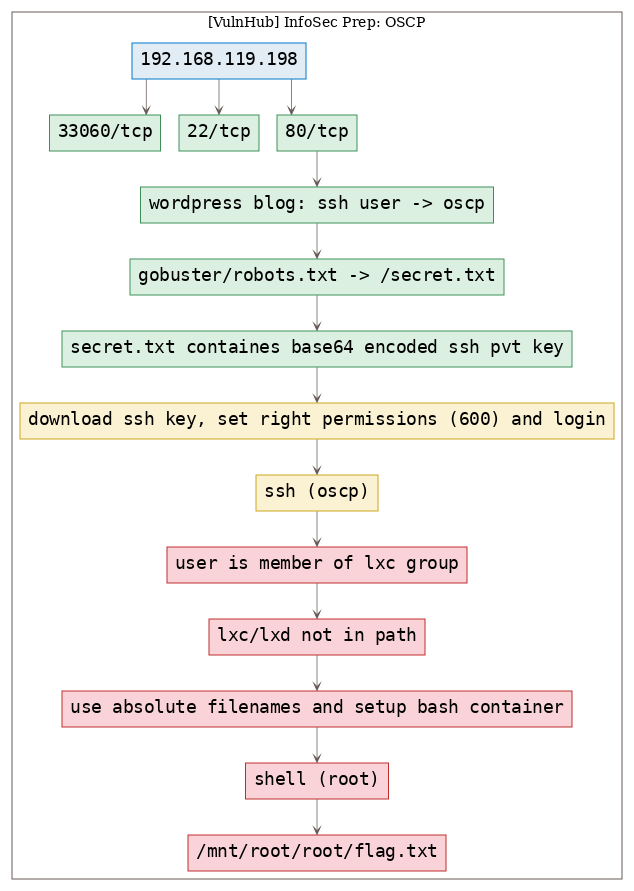 [VulnHub] InfoSec Prep: OSCP
192.168.119.198
33060/tcp
22/tcp
80/tcp
wordpress blog: ssh user -> oscp
gobuster/robots.txt -> /secret.txt
secret.txt containes base64 encoded ssh pvt key
download ssh key, set right permissions (600) and login
ssh (oscp)
user is member of lxc group
lxc/lxd not in path
use absolute filenames and setup bash container
shell (root)
/mnt/root/root/flag.txt